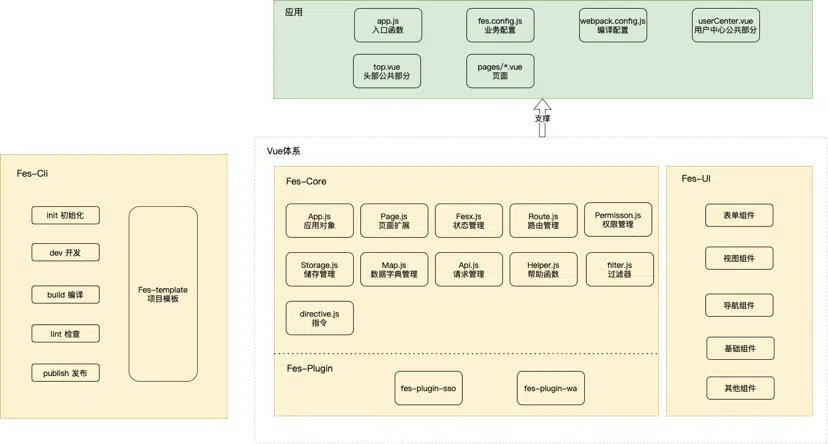 应用
app.js
入口函数
fes.config.js
业务配置
webpack.config.js
编译配置
userCenter.vue
用户中心公共部分
top.vue
头部公共部分
pages/*.vue
页面
支撑
Vue体系
Fes-Cli
init 初始化
dev 开发
build 编译
lint 检查
publish 发布
Fes-template
项目模板
Fes-Core
App.js
应用对象
Page.js
页面扩展
Fesx.js
状态管理
Route.js
路由管理
Permisson.js
权限管理
Storage.js
储存管理
Map.js
数据字典管理
Api.js
请求管理
Helper.js
帮助函数
filter.js
过滤器
directive.js
指令
Fes-Plugin
fes-plugin-sso
fes-plugin-wa
Fes-UI
表单组件
视图组件
导航组件
基础组件
其他组件